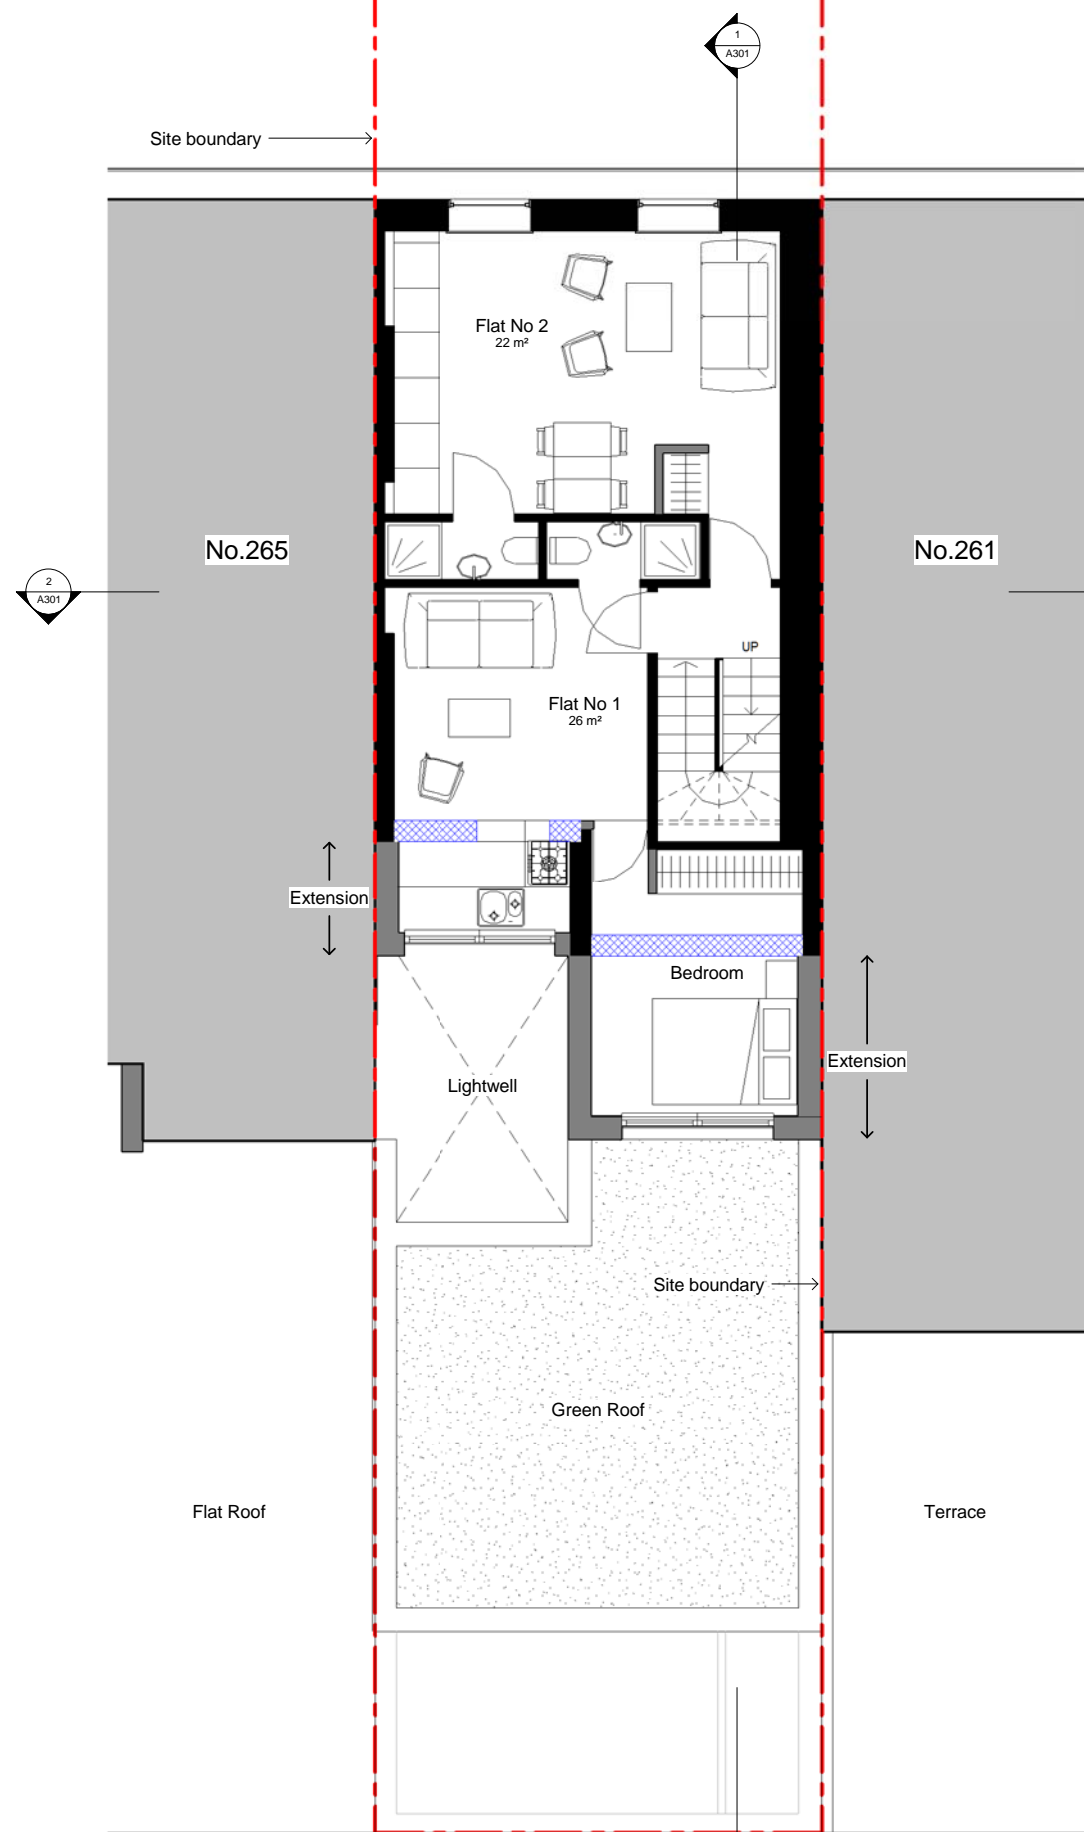 1
A301
Site boundary
Flat No 2
22 m²
No.265
No.261
2
A301
UP
Flat No 1
26 m²
Extension
Bedroom
Extension
Lightwell
Site boundary
Green Roof
Flat Roof
Terrace